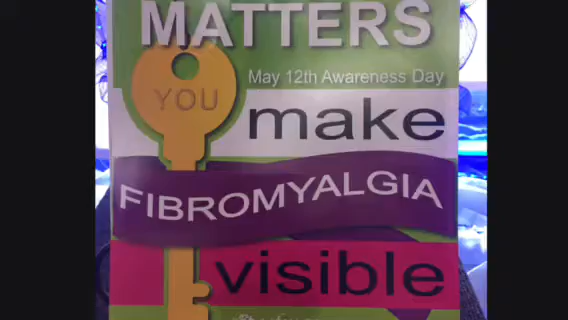 MATTERS
May 12th Awareness Day
YOU
make
FIBROMYALGIA
visible